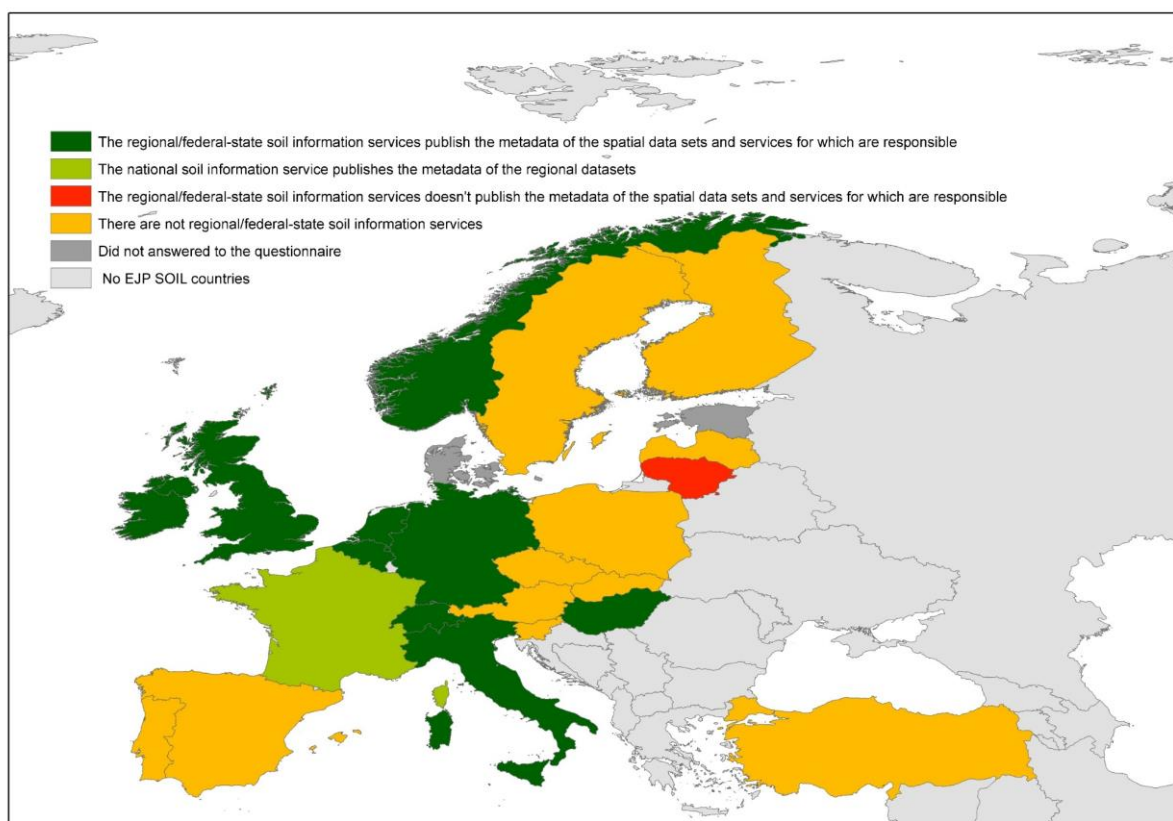 The regional/federal-state soil information services publish the metadata of the spatial data sets and services for which are responsible
The national soil information service publishes the metadata of the regional datasets
The regional/federal-state soil information services doesn't publish the metadata of the spatial data sets and services for which are responsible
There are not regional/federal-state soil information services
Did not answered to the questionnaire
No EJP SOIL countries